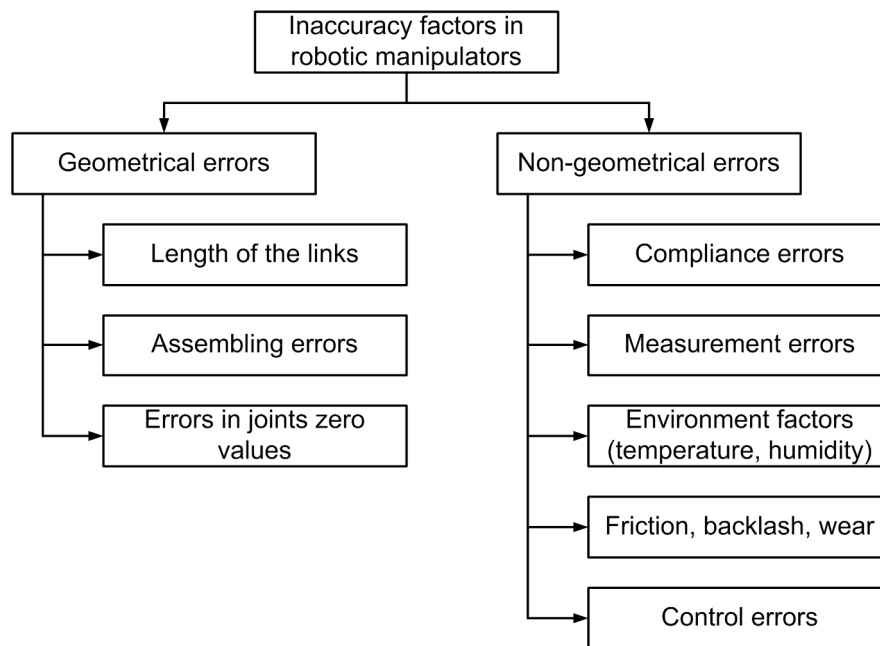 Inaccuracy factors in
robotic manipulators
Geometrical errors
Non-geometrical errors
Length of the links
Assembling errors
Errors in joints zero
values
Compliance errors
Measurement errors
Environment factors
(temperature, humidity)
Friction, backlash, wear
Control errors